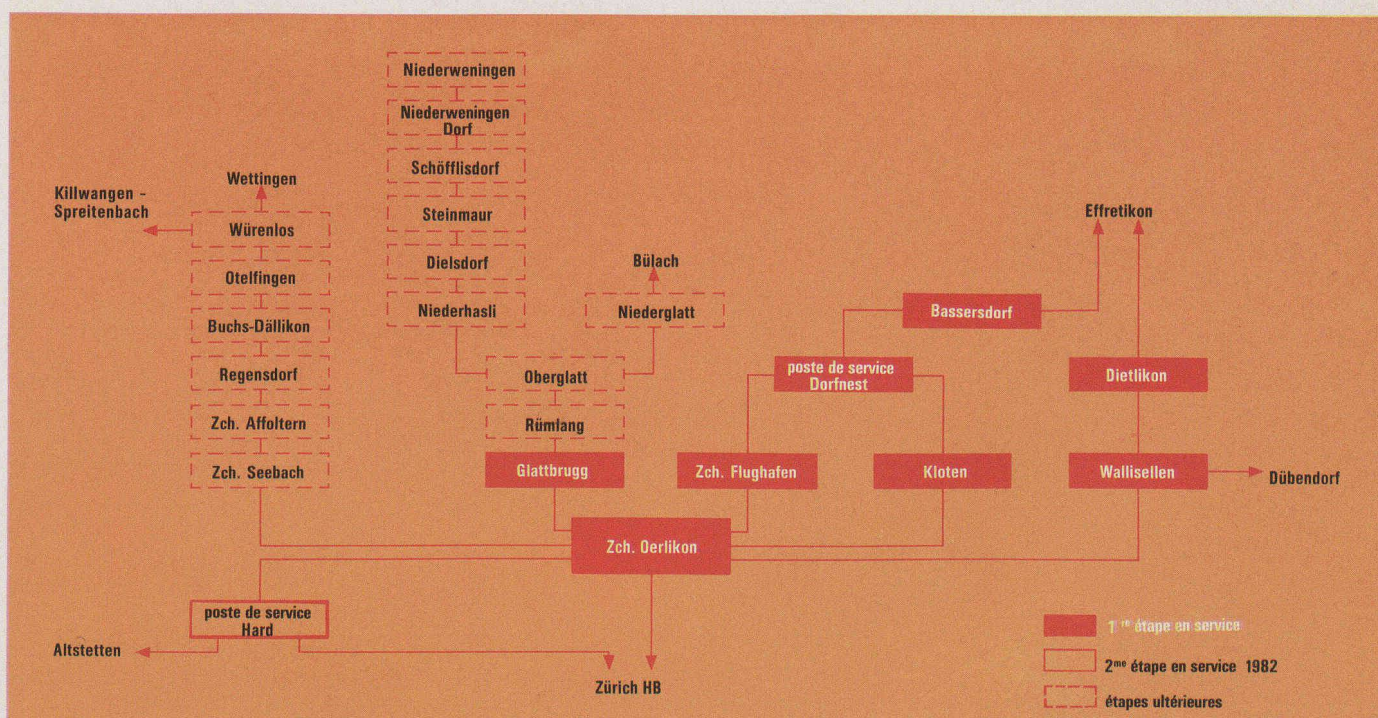 Niederweningen
Niederweningen
Dorf
Schöfflisdorf
Steinmaur
Dielsdorf
Niederhasli
Killwangen -
Spreitenbach
Wettingen
Würenlos
Otelfingen
Buchs-Dällikon
Regensdorf
Zch. Affoltern
Zch. Seebach
Bülach
Niederglatt
Oberglatt
Rümlang
Glattbrugg
Effretikon
Bassersdorf
poste de service
Dorfnest
Dietlikon
Zch. Flughafen
Kloten
Wallisellen
Dübendorf
Zch. Oerlikon
poste de service
Hard
Altstetten
Zürich HB
1re étape en service
2me étape en service 1982
étapes ultérieures